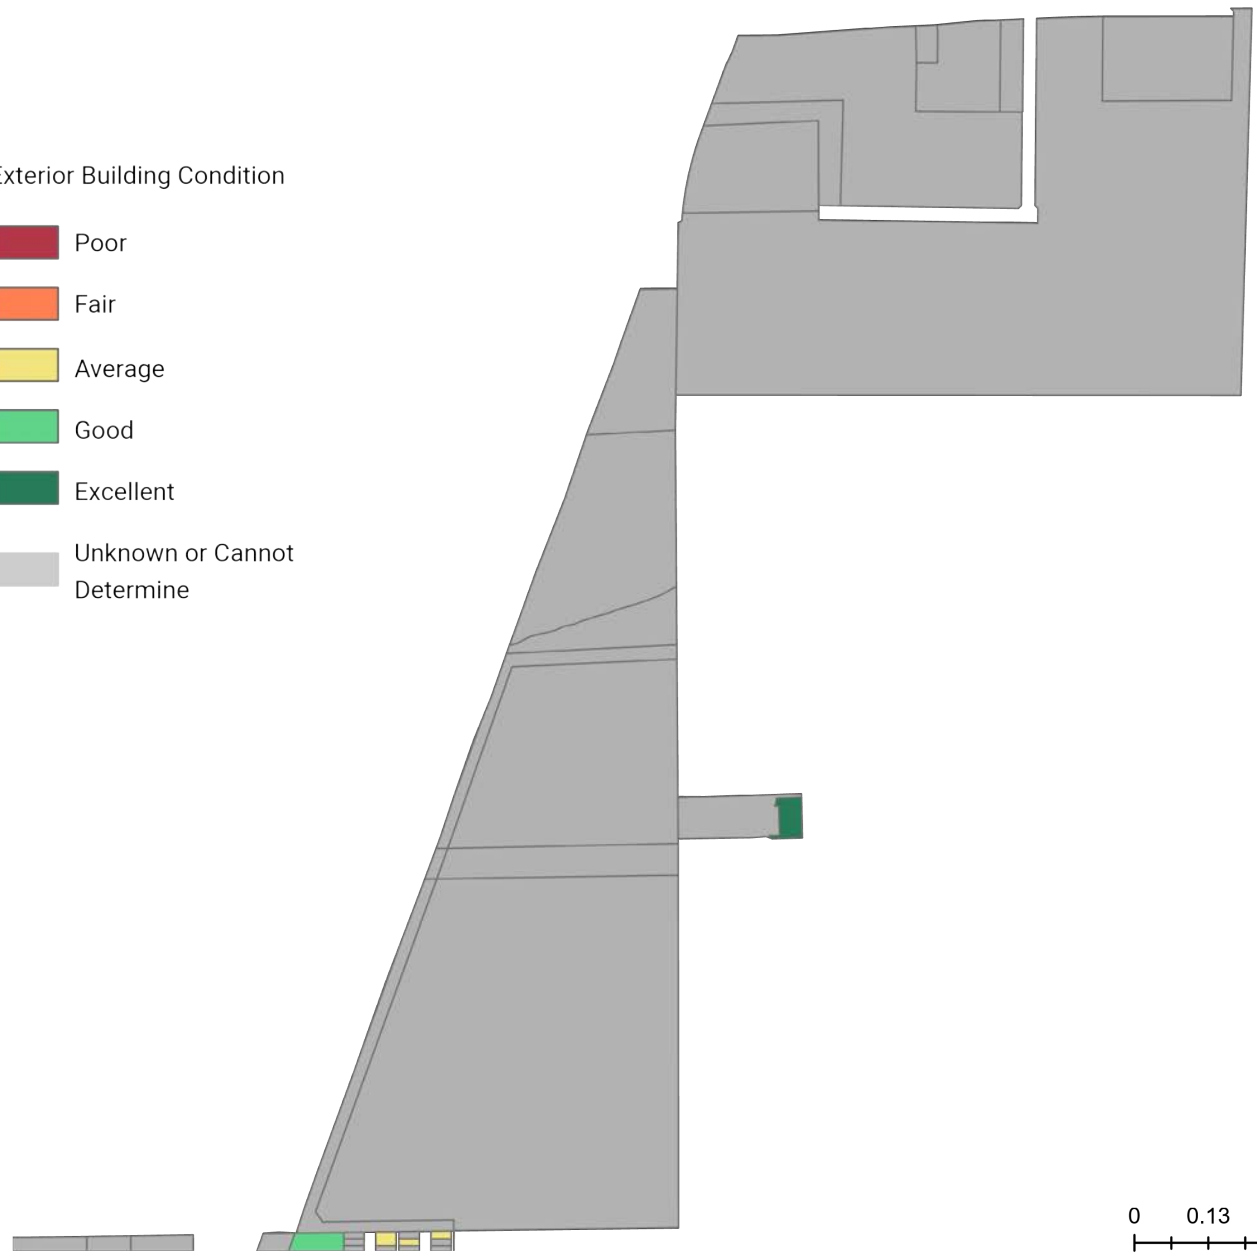 Exterior Building Condition
Poor
Fair
Average
Good
Excellent
Unknown or Cannot
Determine
0 0.13